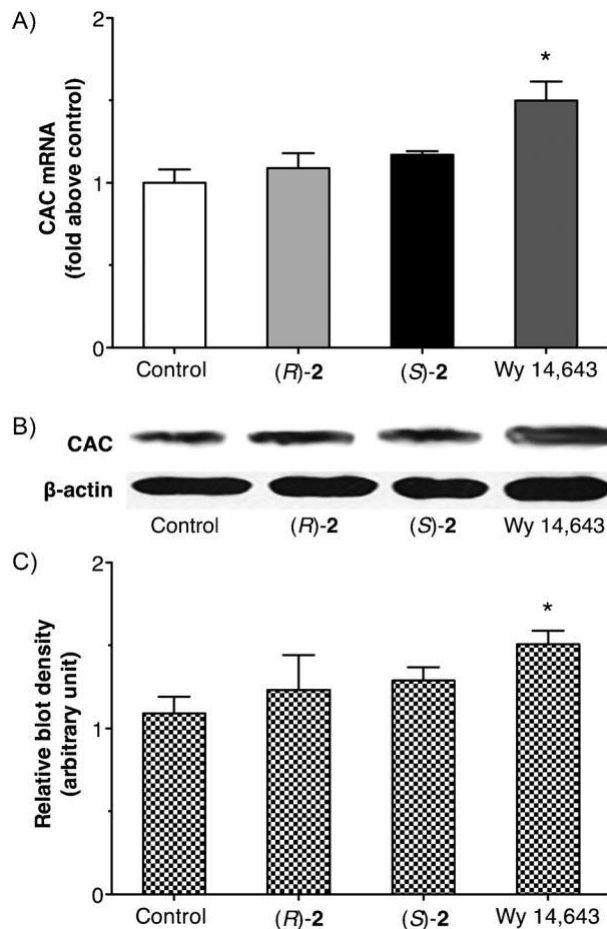 A)
CAC mRNA
(fold above control)
2
1
0
*
Control (R)-2 (S)-2 Wy 14,643
B)
CAC
β-actin
Control (R)-2 (S)-2 Wy 14,643
C)
Relative blot density
(arbitrary unit)
2
1
0
*
Control (R)-2 (S)-2 Wy 14,643